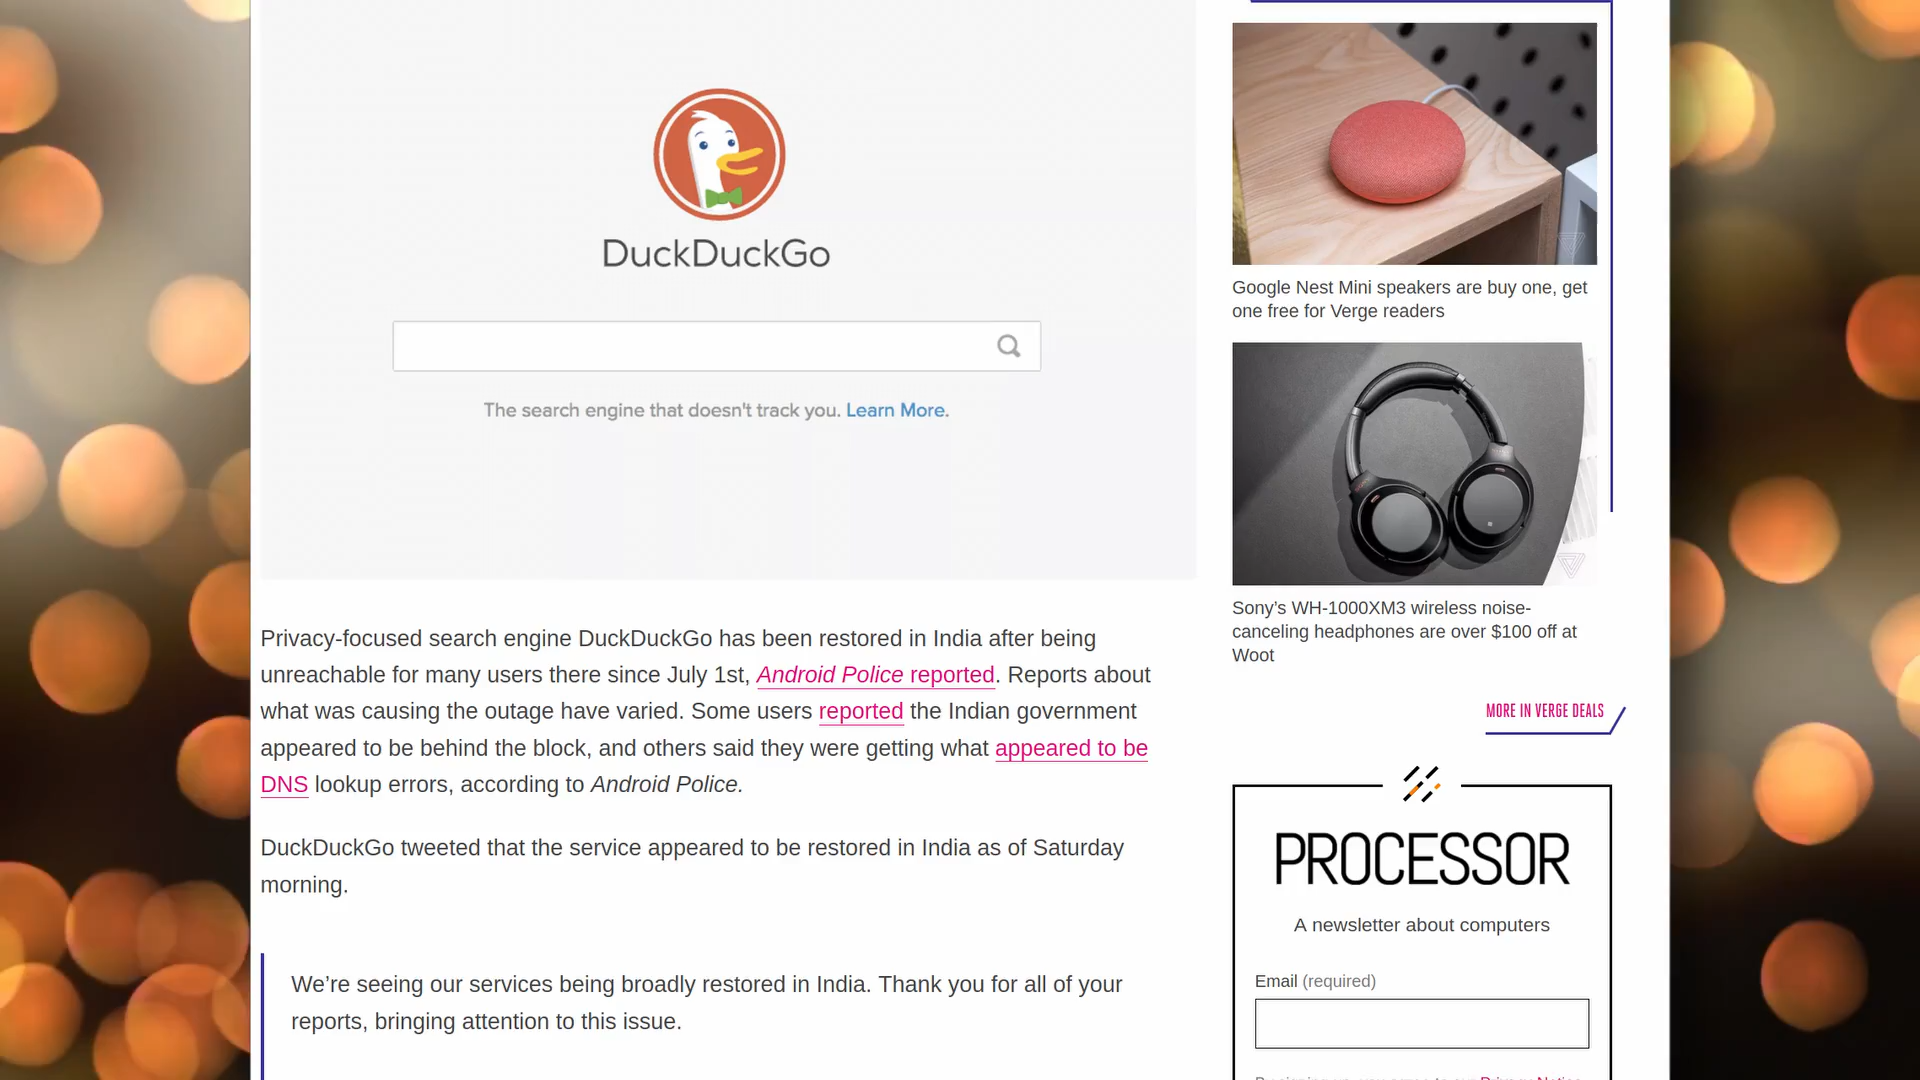 DuckDuckGo
The search engine that doesn't track you. Learn More.
Privacy-focused search engine DuckDuckGo has been restored in India after being
unreachable for many users there since July 1st, Android Police reported. Reports about
what was causing the outage have varied. Some users reported the Indian government
appeared to be behind the block, and others said they were getting what appeared to be
DNS lookup errors, according to Android Police.
DuckDuckGo tweeted that the service appeared to be restored in India as of Saturday
morning.
We’re seeing our services being broadly restored in India. Thank you for all of your
reports, bringing attention to this issue.
Google Nest Mini speakers are buy one, get
one free for Verge readers
Sony’s WH-1000XM3 wireless noise-
canceling headphones are over $100 off at
Woot
MORE IN VERGE DEALS
PROCESSOR
A newsletter about computers
Email (required)